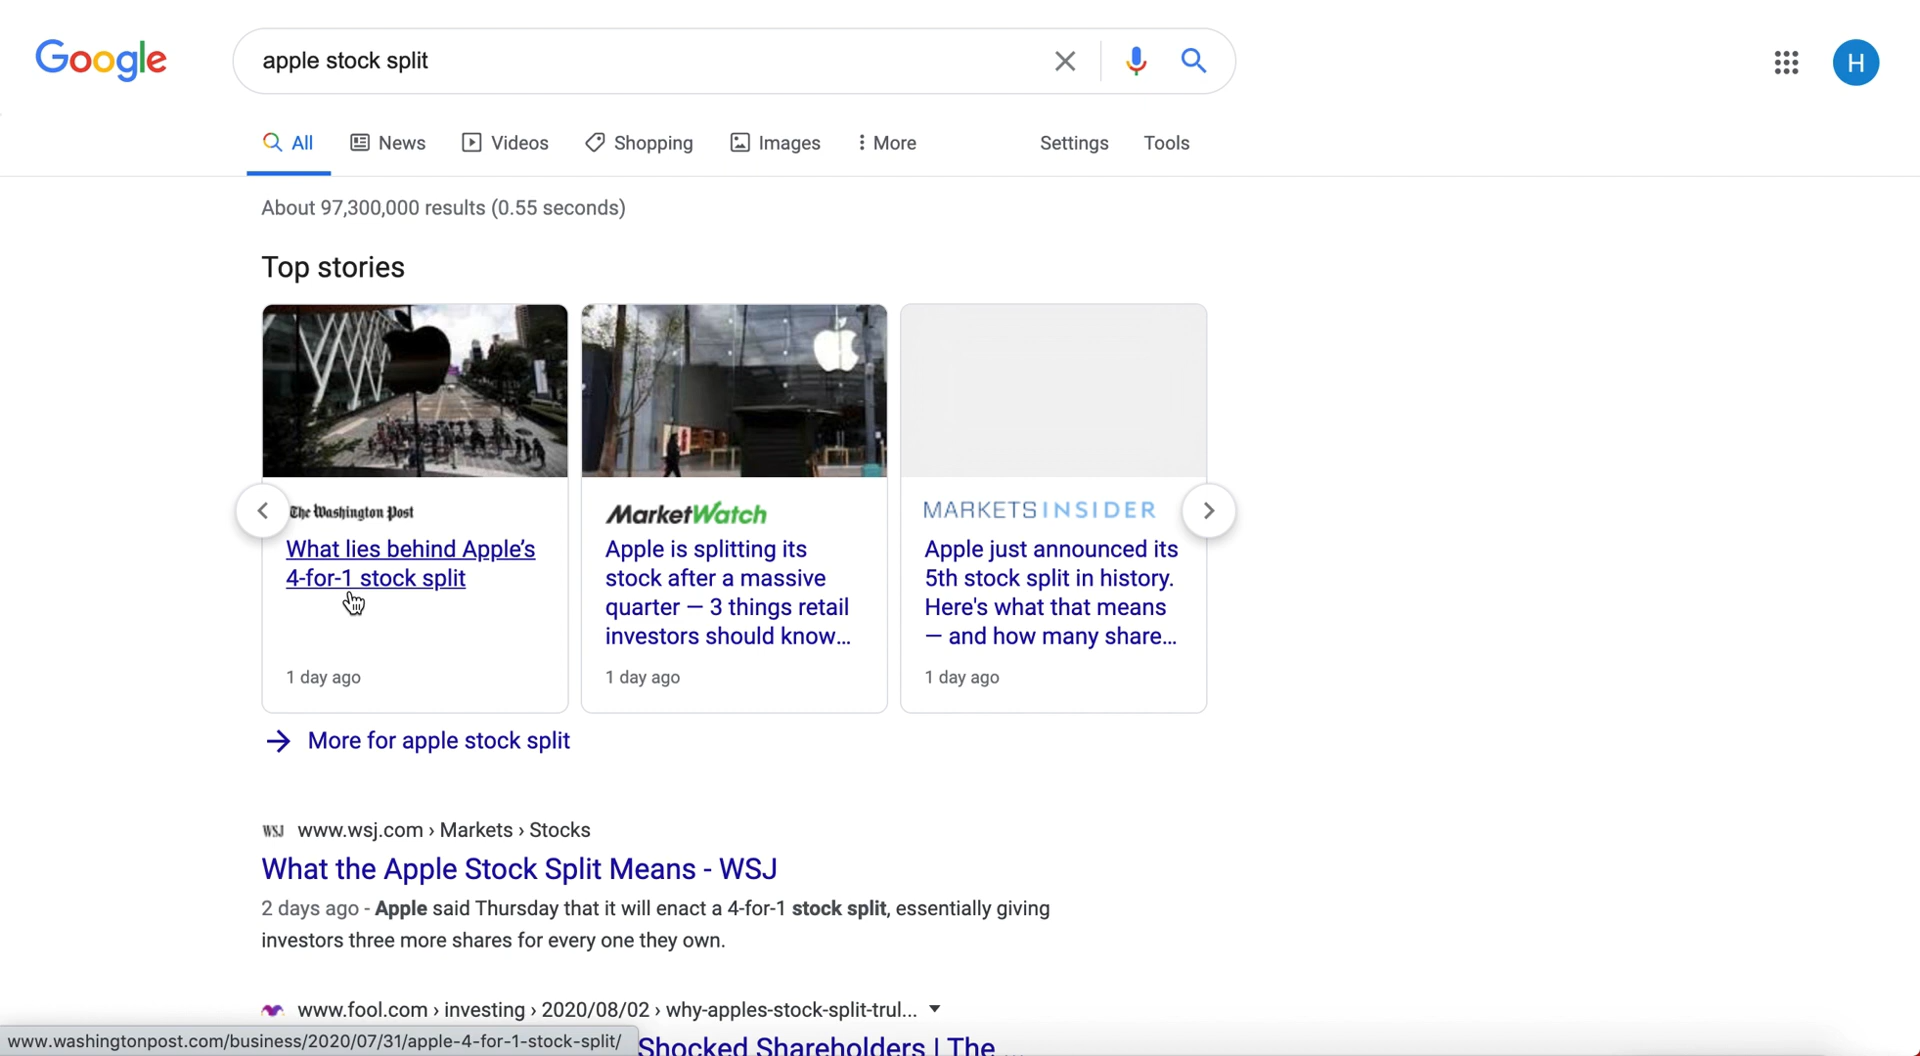 Google
apple stock split
H
All
News
Videos
Shopping
Images
More
Settings
Tools
About 97,300,000 results (0.55 seconds)
Top stories
The Washington Post
What lies behind Apple’s
4-for-1 stock split
1 day ago
MarketWatch
Apple is splitting its
stock after a massive
quarter — 3 things retail
investors should know...
1 day ago
MARKETS INSIDER
Apple just announced its
5th stock split in history.
Here's what that means
— and how many share...
1 day ago
More for apple stock split
WSJ www.wsj.com › Markets › Stocks
What the Apple Stock Split Means - WSJ
2 days ago - Apple said Thursday that it will enact a 4-for-1 stock split, essentially giving
investors three more shares for every one they own.
www.fool.com › investing › 2020/08/02 › why-apples-stock-split-trul...
Shocked Shareholders | The ...
www.washingtonpost.com/business/2020/07/31/apple-4-for-1-stock-split/